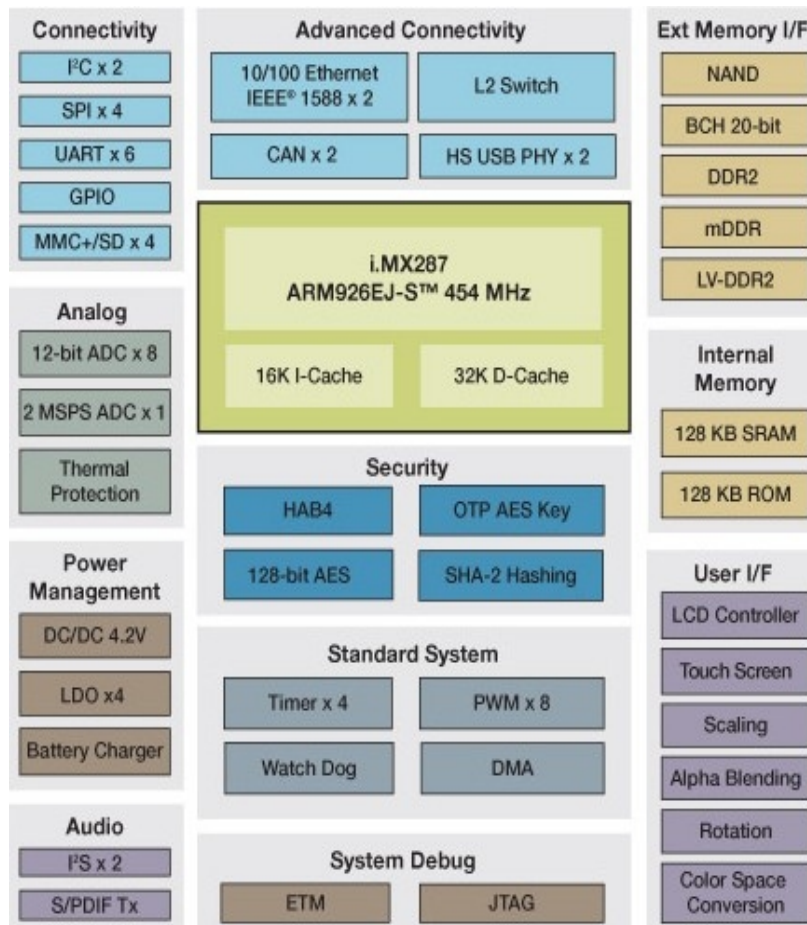 Connectivity
I²C x 2
SPI x 4
UART x 6
GPIO
MMC+/SD x 4
Analog
12-bit ADC x 8
2 MSPS ADC x 1
Thermal
Protection
Power
Management
DC/DC 4.2V
LDO x4
Battery Charger
Audio
I²S x 2
S/PDIF Tx
Advanced Connectivity
10/100 Ethernet
IEEE® 1588 x 2
L2 Switch
CAN x 2
HS USB PHY x 2
i.MX287
ARM926EJ-S™ 454 MHz
16K I-Cache
32K D-Cache
Security
HAB4
OTP AES Key
128-bit AES
SHA-2 Hashing
Standard System
Timer x 4
PWM x 8
Watch Dog
DMA
System Debug
ETM
JTAG
Ext Memory I/F
NAND
BCH 20-bit
DDR2
mDDR
LV-DDR2
Internal
Memory
128 KB SRAM
128 KB ROM
User I/F
LCD Controller
Touch Screen
Scaling
Alpha Blending
Rotation
Color Space
Conversion